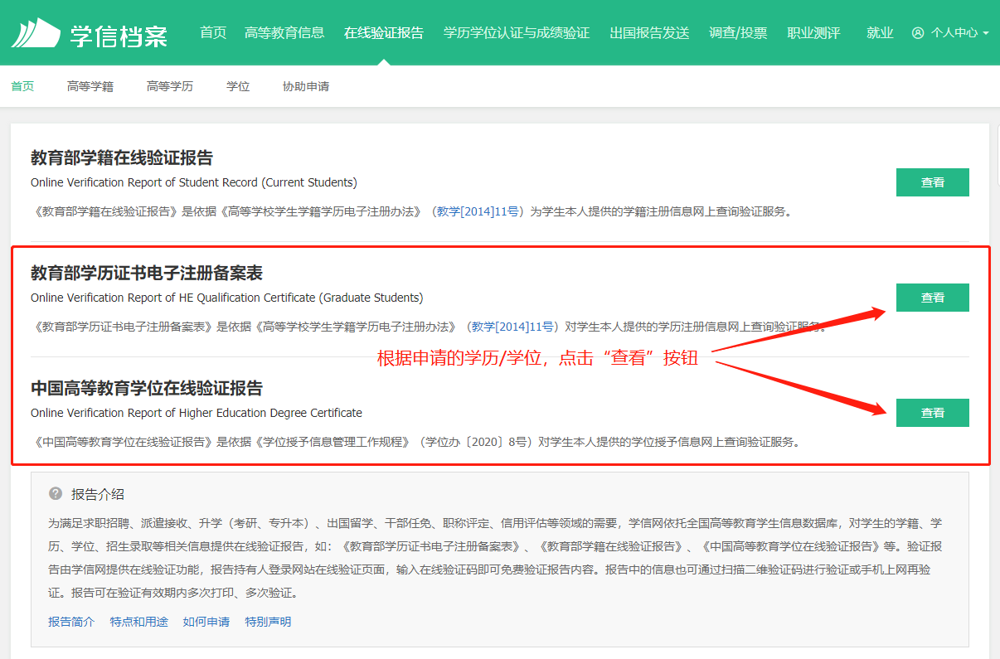 学信档案 首页 高等教育信息 在线验证报告 学历学位认证与成绩验证 出国报告发送 调查/投票 职业测评 就业 个人中心
首页 高等学籍 高等学历 学位 协助申请
教育部学籍在线验证报告
Online Verification Report of Student Record (Current Students)
查看
《教育部学籍在线验证报告》是依据《高等学校学生学籍学历电子注册办法》（教学[2014]11号）为学生本人提供的学籍注册信息网上查询验证服务。
教育部学历证书电子注册备案表
Online Verification Report of HE Qualification Certificate (Graduate Students)
查看
《教育部学历证书电子注册备案表》是依据《高等学校学生学籍学历电子注册办法》（教学[2014]11号）对学生本人提供的学历注册信息网上查询验证服务。
根据申请的学历/学位，点击“查看”按钮
中国高等教育学位在线验证报告
Online Verification Report of Higher Education Degree Certificate
查看
《中国高等教育学位在线验证报告》是依据《学位授予信息管理工作规程》（学位办〔2020〕8号）对学生本人提供的学位授予信息网上查询验证服务。
? 报告介绍
为满足求职招聘、派遣接收、升学（考研、专升本）、出国留学、干部任免、职称评定、信用评估等领域的需要，学信网依托全国高等教育学生信息数据库，对学生的学籍、学
历、学位、招生录取等相关信息提供在线验证报告，如：《教育部学历证书电子注册备案表》、《教育部学籍在线验证报告》、《中国高等教育学位在线验证报告》等。验证报
告由学信网提供在线验证功能，报告持有人登录网站在线验证页面，输入在线验证码即可免费验证报告内容。报告中的信息也可通过扫描二维验证码进行验证或手机上网再验
证。报告可在验证有效期内多次打印、多次验证。
报告简介 特点和用途 如何申请 特别声明